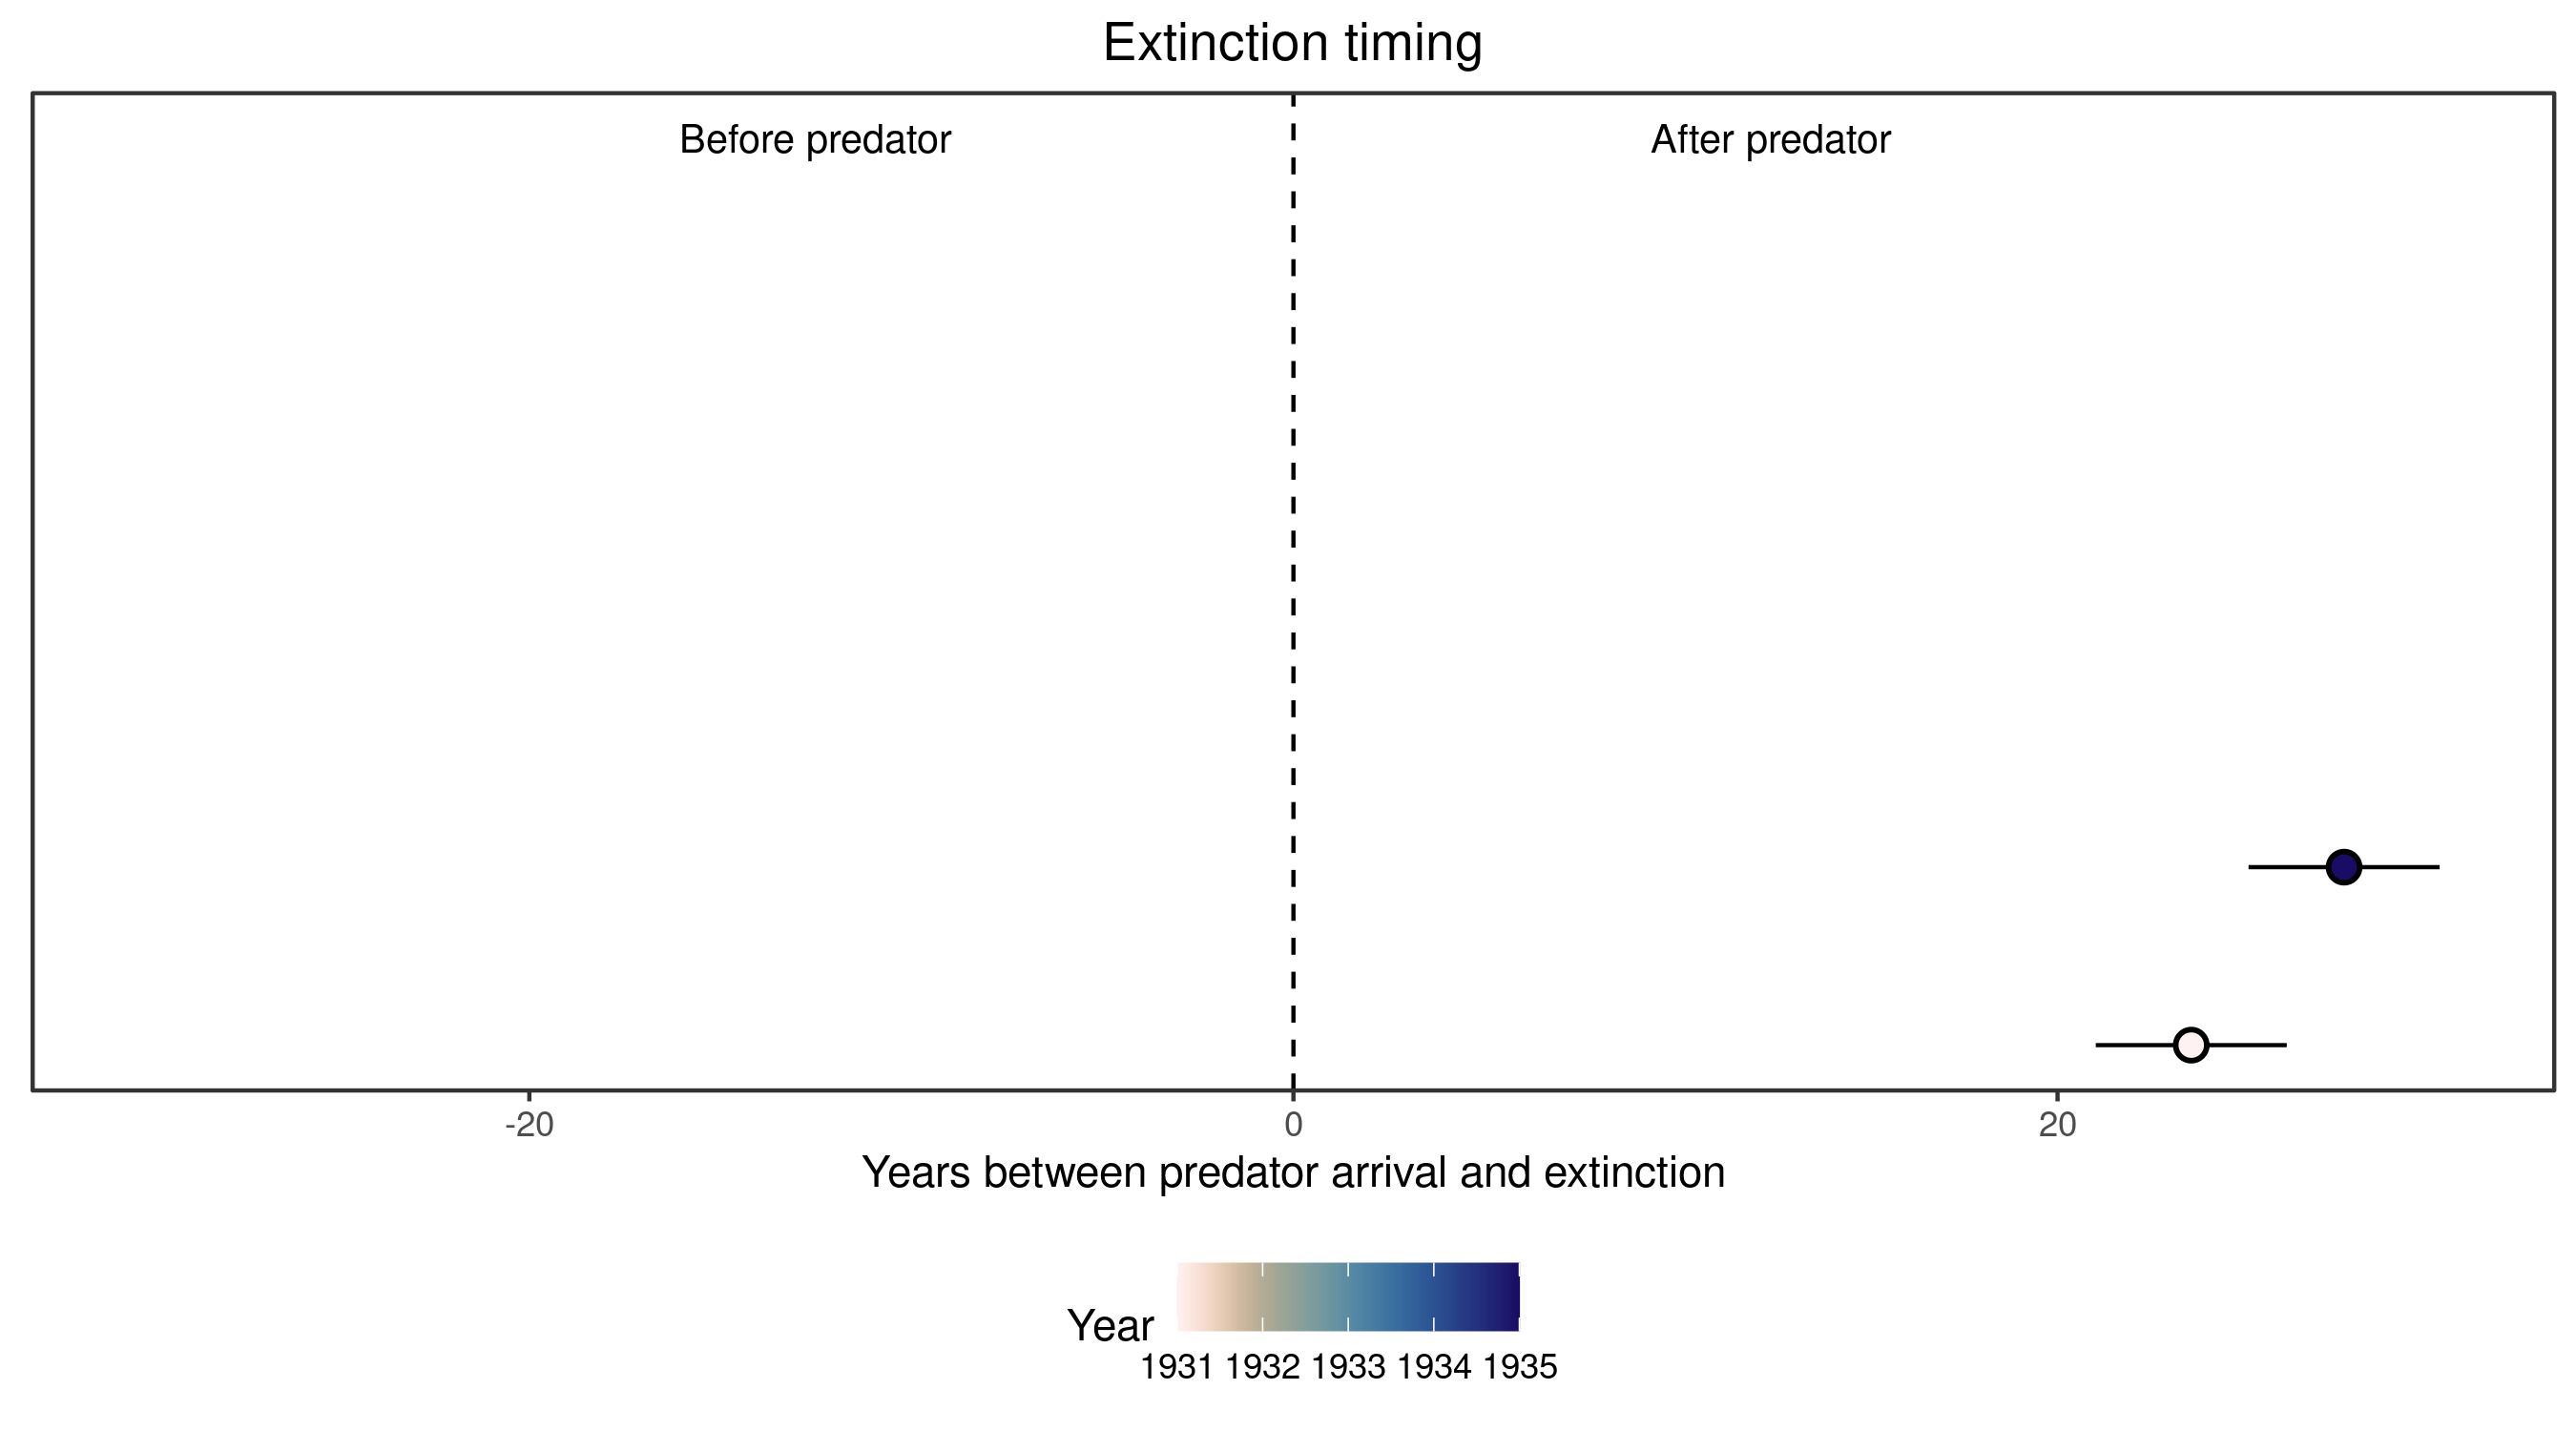 Extinction timing
Before predator After predator
-20 0 20
Years between predator arrival and extinction
Year
1931 1932 1933 1934 1935